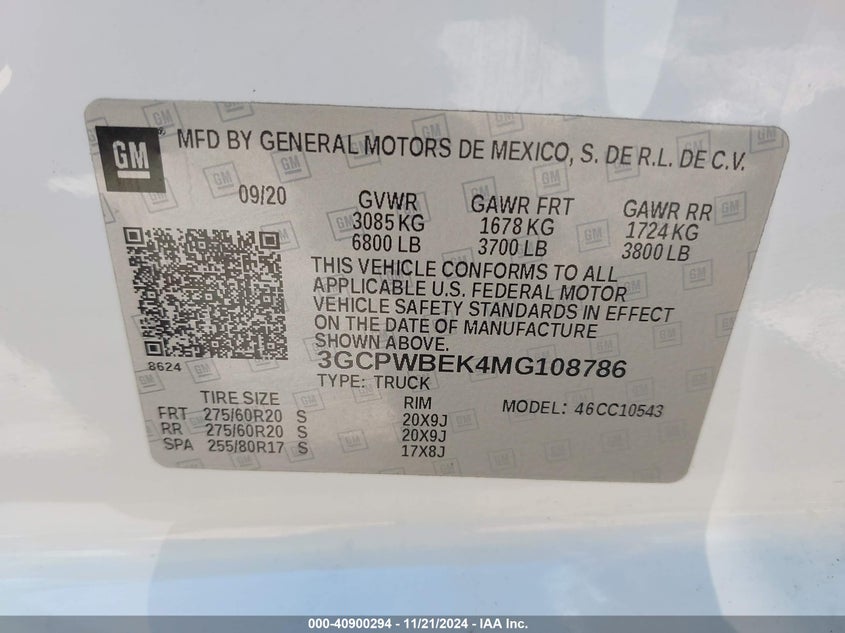 GM
MFD BY GENERAL MOTORS DE MEXICO, S. DE R.L. DE C.V.
09/20
GVWR GAWR FRT GAWR RR
3085 KG 1678 KG 1724 KG
6800 LB 3700 LB 3800 LB
THIS VEHICLE CONFORMS TO ALL
APPLICABLE U.S. FEDERAL MOTOR
VEHICLE SAFETY STANDARDS IN EFFECT
ON THE DATE OF MANUFACTURE
SHOWN ABOVE.
3GCPWBEK4MG108786
8624
TYPE: TRUCK
TIRE SIZE RIM MODEL: 46CC10543
FRT 275/60R20 S 20X9J
RR 275/60R20 S 20X9J
SPA 255/80R17 S 17X8J
000-40900294 - 11/21/2024 - IAA Inc.